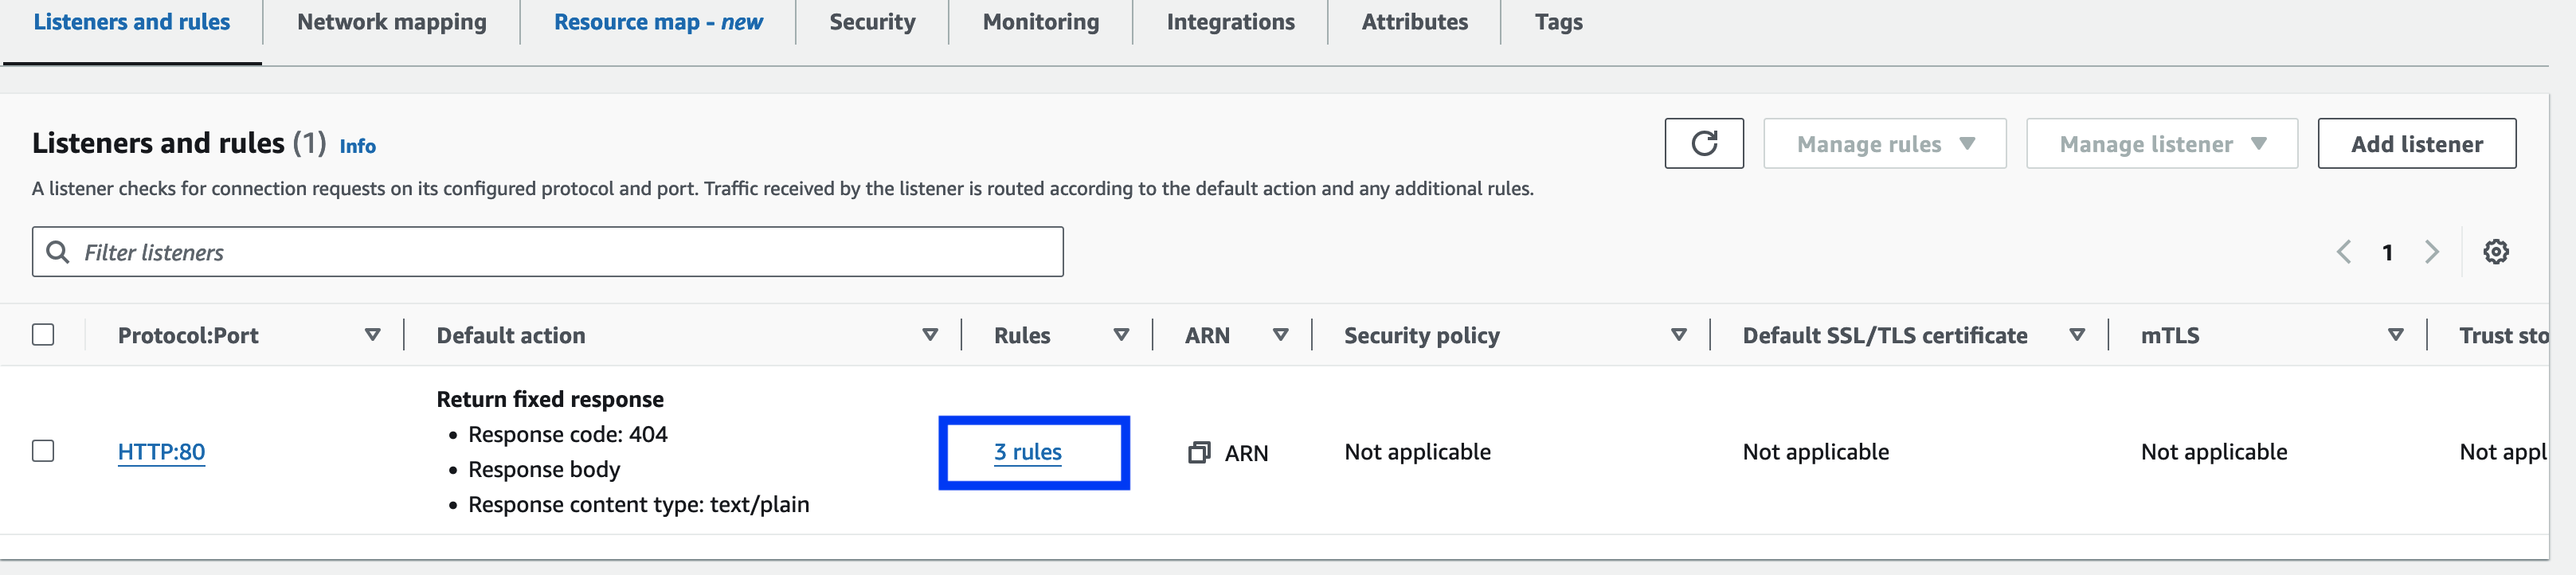 Listeners and rules
Network mapping
Resource map - new
Security
Monitoring
Integrations
Attributes
Tags
Listeners and rules (1) Info
Manage rules
Manage listener
Add listener
A listener checks for connection requests on its configured protocol and port. Traffic received by the listener is routed according to the default action and any additional rules.
Filter listeners
1
Protocol:Port
Default action
Rules
ARN
Security policy
Default SSL/TLS certificate
mTLS
Trust sto
HTTP:80
Return fixed response
• Response code: 404
• Response body
• Response content type: text/plain
3 rules
ARN
Not applicable
Not applicable
Not applicable
Not appl